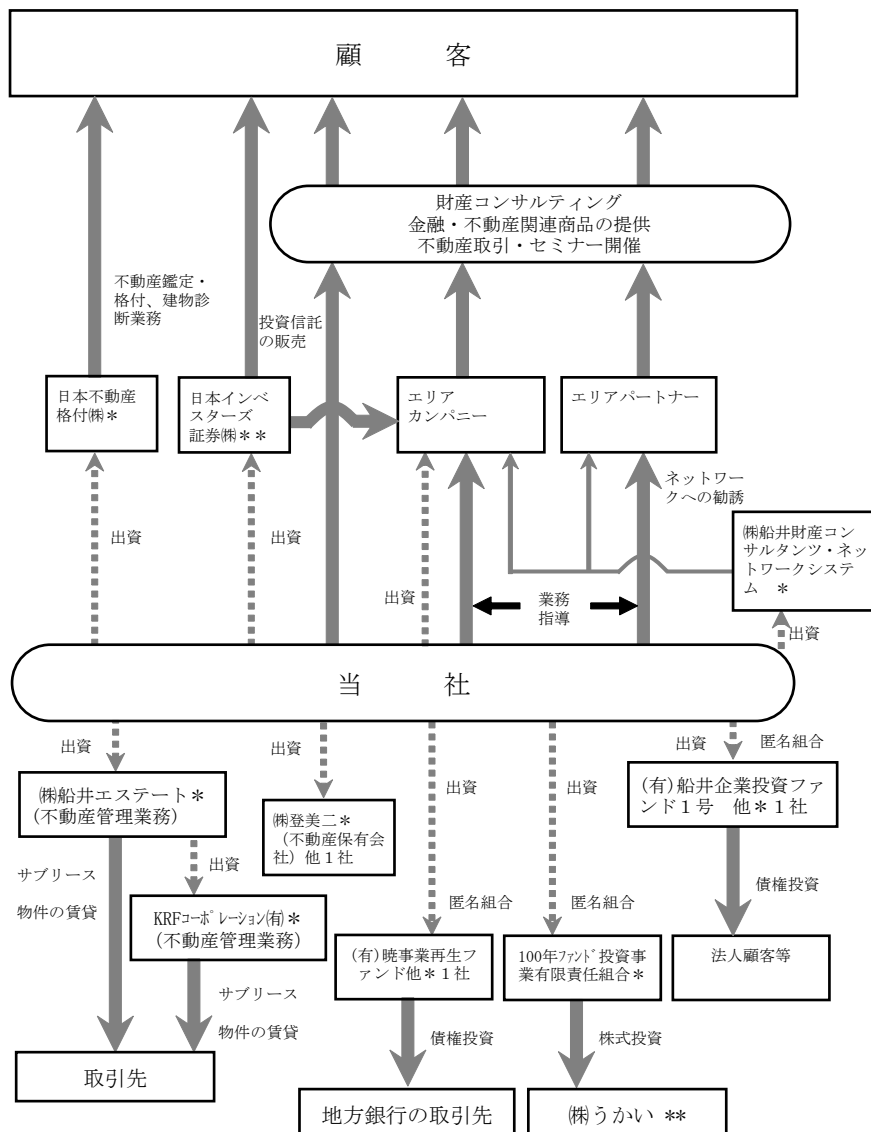 顧　　　客
財産コンサルティング
金融・不動産関連商品の提供
不動産取引・セミナー開催
不動産鑑定・
格付、建物診
断業務
投資信託
の販売
日本不動産
格付㈱＊
日本インベ
スターズ
証券㈱＊＊
エリア
カンパニー
エリアパートナー
ネットワー
クへの勧誘
㈱船井財産コン
サルタンツ・ネッ
トワークシステ
ム　＊
出資
出資
出資
業務
指導
出資
当　　　社
出資
出資
出資
出資
出資
匿名組合
㈱船井エステート＊
(不動産管理業務)
㈱登美二＊
（不動産保有会
社）他１社
(有)船井企業投資ファ
ンド１号　他＊１社
サブリース
物件の賃貸
出資
KRFコーポレーション(有)＊
(不動産管理業務)
匿名組合
匿名組合
債権投資
(有)暁事業再生フ
ァンド他＊１社
100年ファンド投資事
業有限責任組合＊
法人顧客等
サブリース
物件の賃貸
債権投資
株式投資
取引先
地方銀行の取引先
㈱うかい **